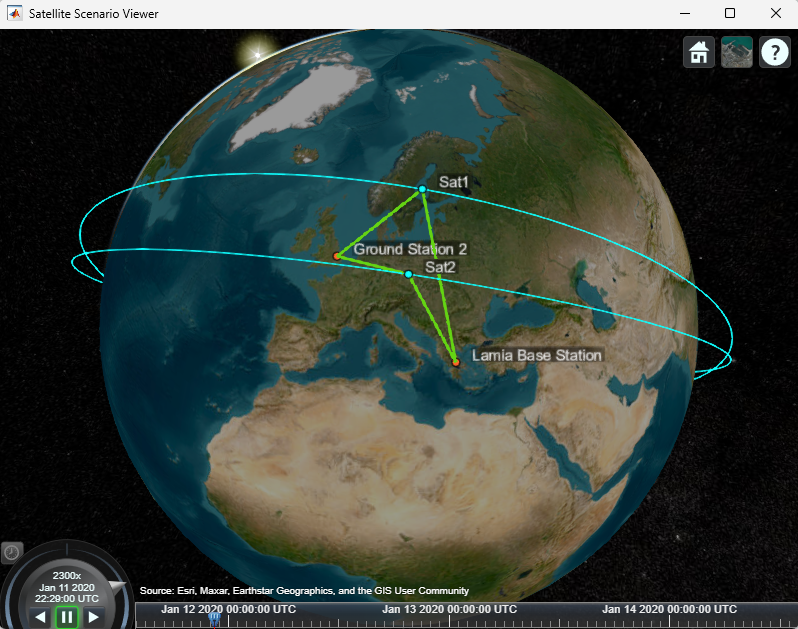 Satellite Scenario Viewer
?
Sat1
Ground Station 2
Sat2
Lamia Base Station
2300x
Jan 11 2020
22:29:00 UTC
Source: Esri, Maxar, Earthstar Geographics, and the GIS User Community
Jan 12 2020 00:00:00 UTC
Jan 13 2020 00:00:00 UTC
Jan 14 2020 00:00:00 UTC